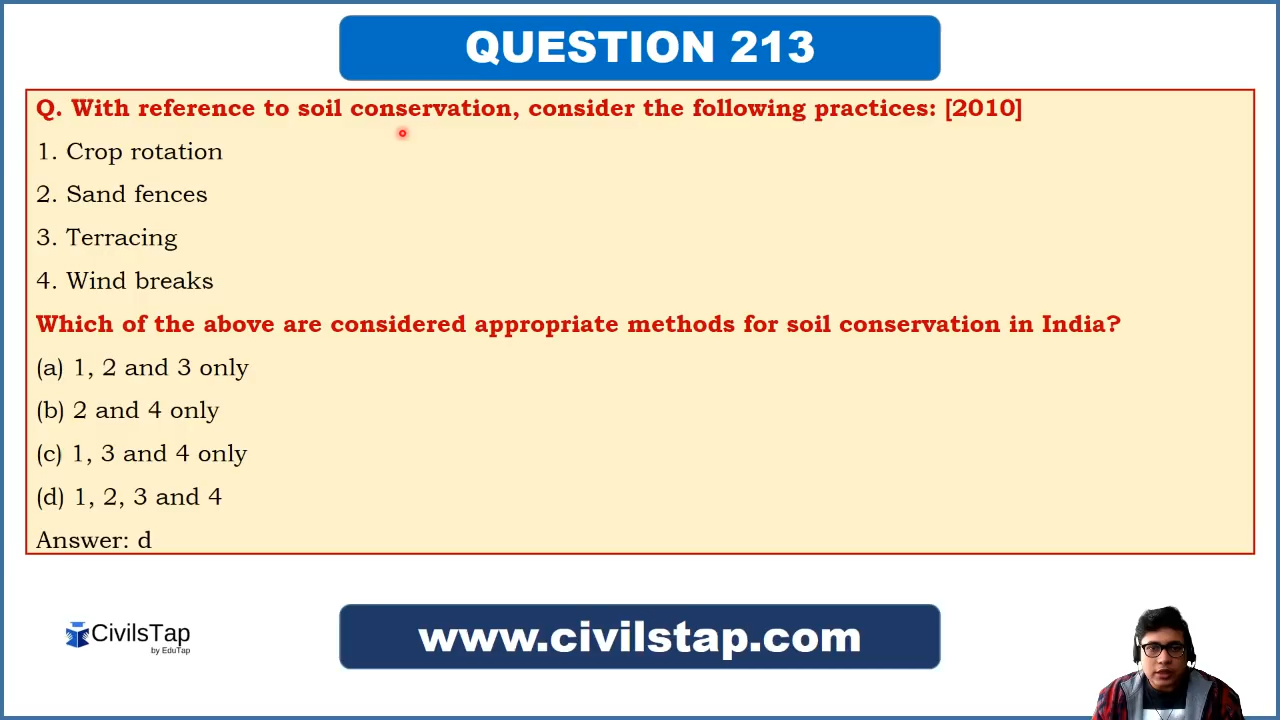 QUESTION 213
Q. With reference to soil conservation, consider the following practices: [2010]
1. Crop rotation
2. Sand fences
3. Terracing
4. Wind breaks
Which of the above are considered appropriate methods for soil conservation in India?
(a) 1, 2 and 3 only
(b) 2 and 4 only
(c) 1, 3 and 4 only
(d) 1, 2, 3 and 4
Answer: d
CivilsTap
by EduTap
www.civilstap.com